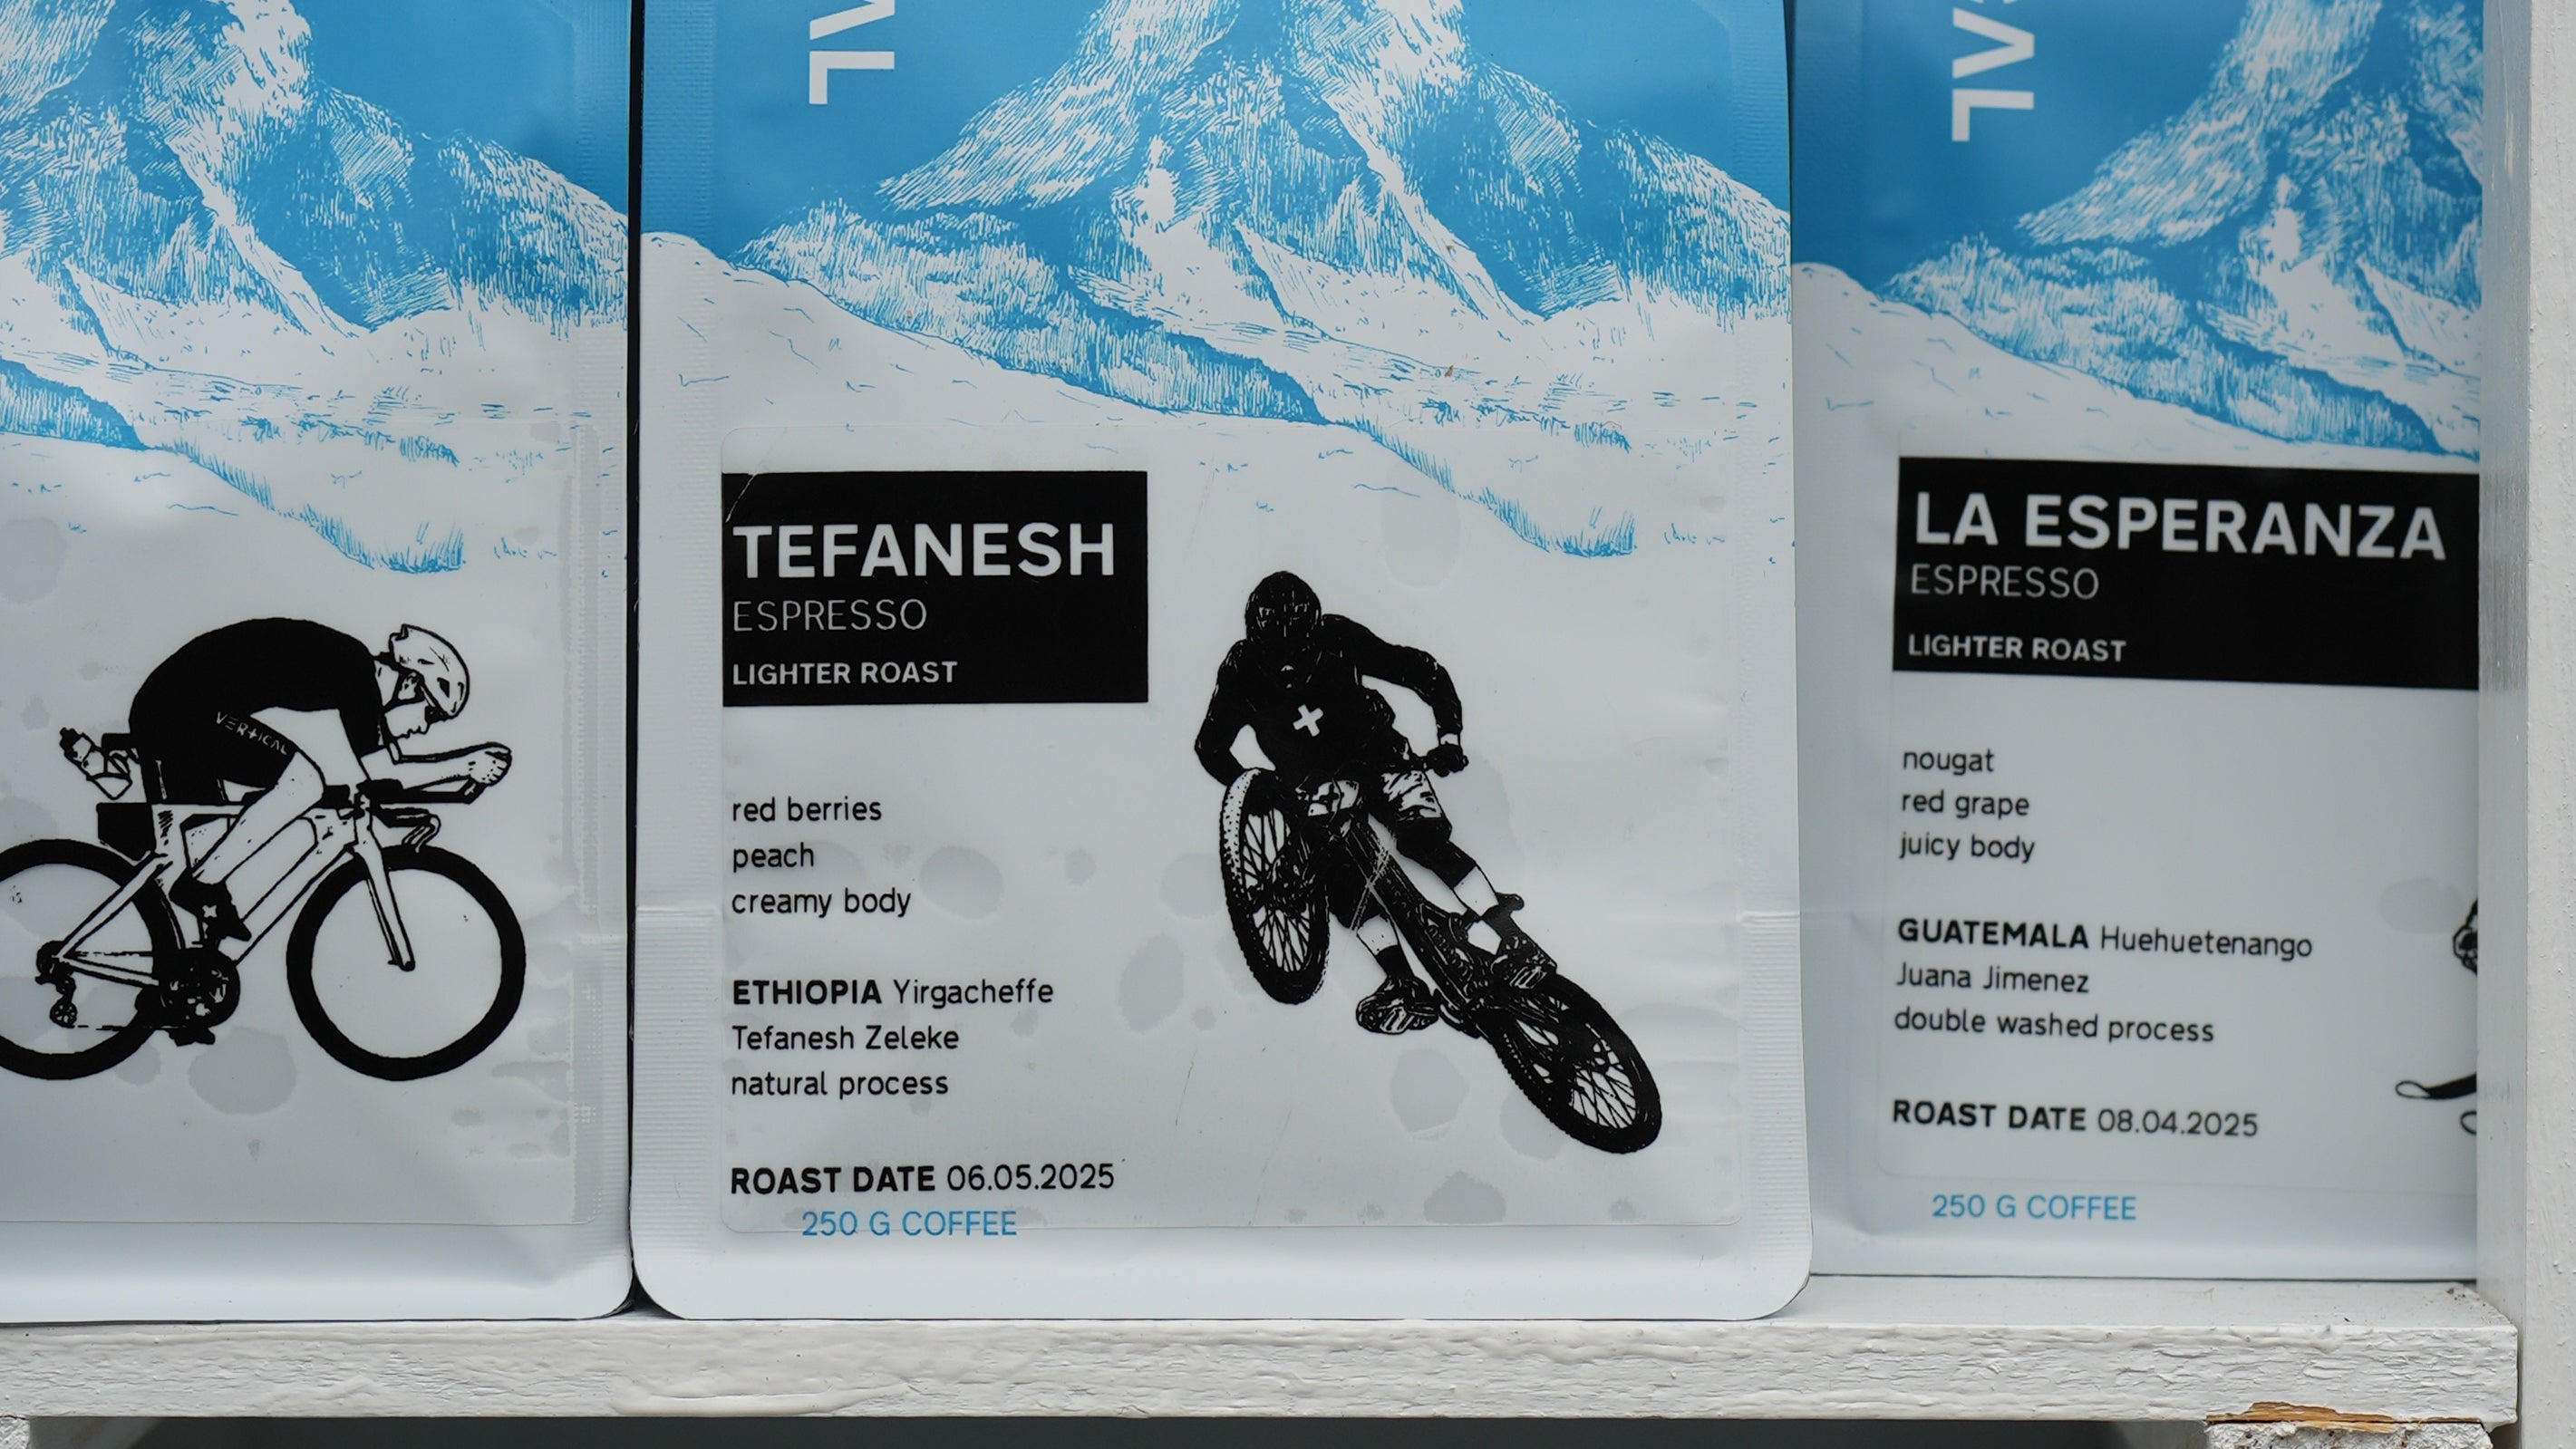 VERTICAL
TEFANESH
ESPRESSO
LIGHTER ROAST
red berries
peach
creamy body
ETHIOPIA Yirgacheffe
Tefanesh Zeleke
natural process
ROAST DATE 06.05.2025
250 G COFFEE
LA ESPERANZA
ESPRESSO
LIGHTER ROAST
nougat
red grape
juicy body
GUATEMALA Huehuetenango
Juana Jimenez
double washed process
ROAST DATE 08.04.2025
250 G COFFEE